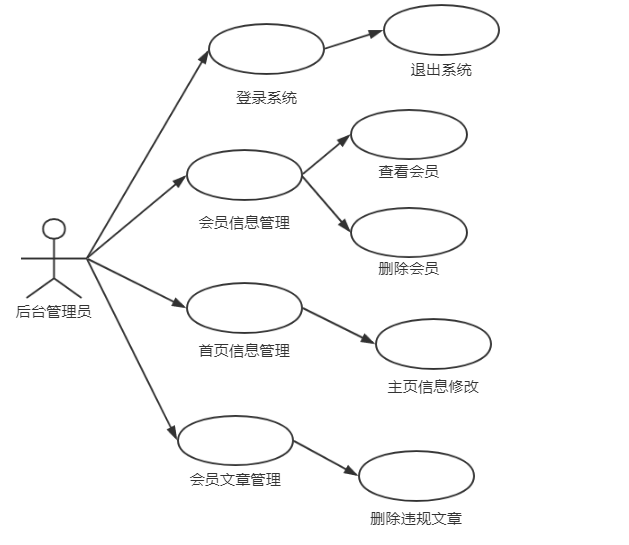 退出系统
登录系统
查看会员
会员信息管理
删除会员
后台管理员
首页信息管理
主页信息修改
会员文章管理
删除违规文章